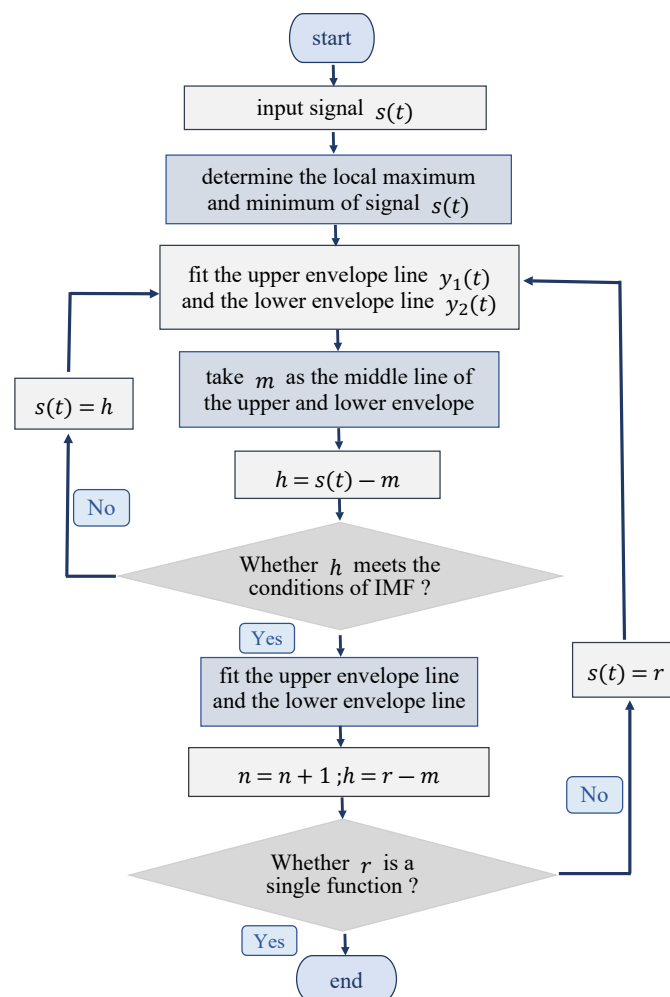 start
input signal s(t)
determine the local maximum
and minimum of signal s(t)
fit the upper envelope line y₁(t)
and the lower envelope line y₂(t)
take m as the middle line of
the upper and lower envelope
s(t) = h
h = s(t) − m
No
Whether h meets the
conditions of IMF ?
Yes
fit the upper envelope line
and the lower envelope line
s(t) = r
n = n + 1 ;h = r − m
No
Whether r is a
single function ?
Yes
end